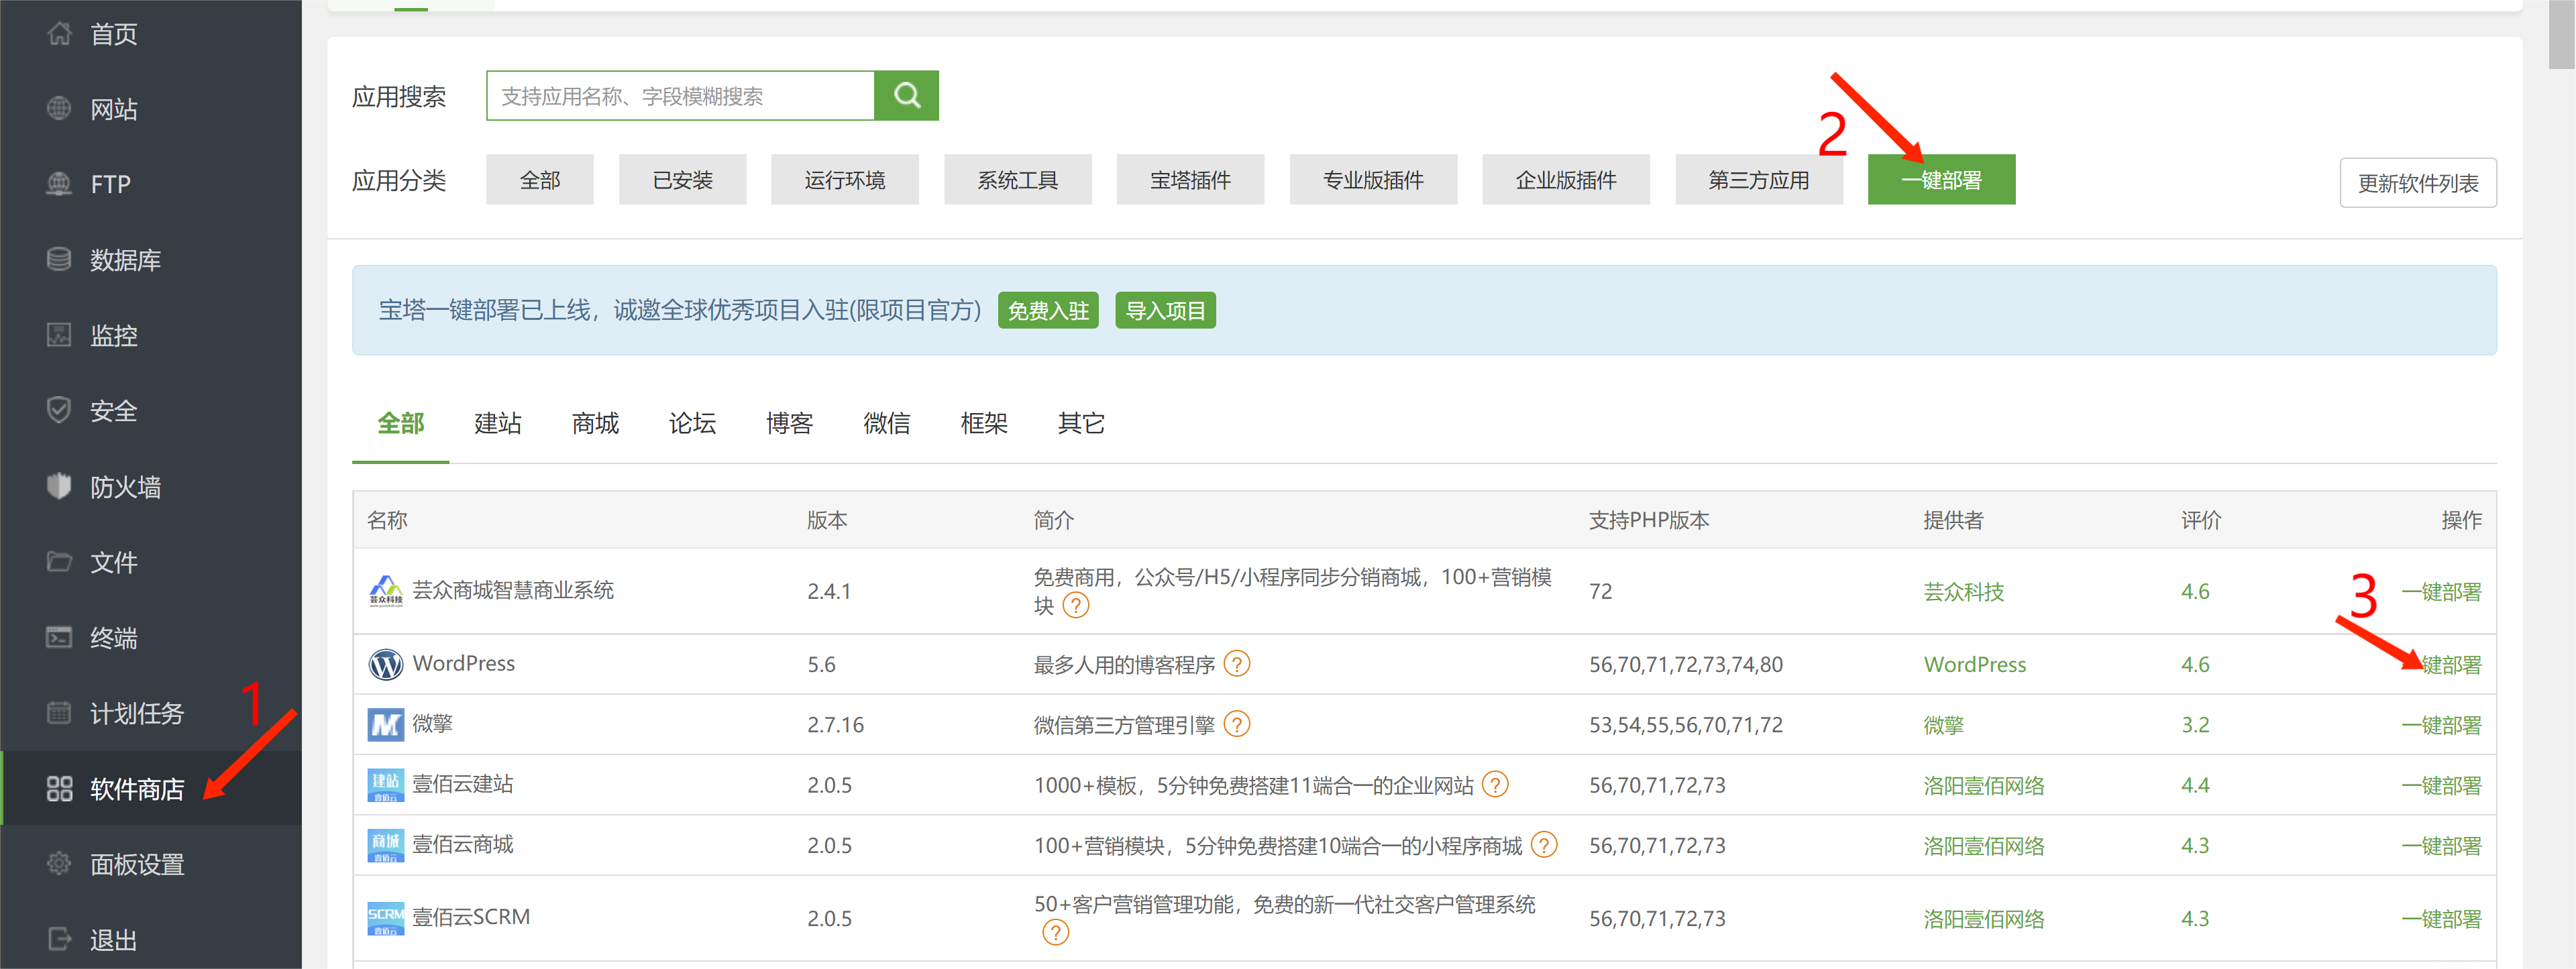 首页
网站
FTP
数据库
监控
安全
防火墙
文件
终端
计划任务
1
软件商店
面板设置
退出
应用搜索 支持应用名称、字段模糊搜索
2
应用分类 全部 已安装 运行环境 系统工具 宝塔插件 专业版插件 企业版插件 第三方应用 一键部署 更新软件列表
宝塔一键部署已上线，诚邀全球优秀项目入驻(限项目官方) 免费入驻 导入项目
全部 建站 商城 论坛 博客 微信 框架 其它
名称 版本 简介 支持PHP版本 提供者 评价 操作
芸众科技 芸众商城智慧商业系统 2.4.1 免费商用，公众号/H5/小程序同步分销商城，100+营销模
块 ? 72 芸众科技 4.6 一键部署
3
WordPress 5.6 最多人用的博客程序 ? 56,70,71,72,73,74,80 WordPress 4.6 键部署
微擎 2.7.16 微信第三方管理引擎 ? 53,54,55,56,70,71,72 微擎 3.2 一键部署
建站 壹佰云 壹佰云建站 2.0.5 1000+模板，5分钟免费搭建11端合一的企业网站 ? 56,70,71,72,73 洛阳壹佰网络 4.4 一键部署
商城 壹佰云 壹佰云商城 2.0.5 100+营销模块，5分钟免费搭建10端合一的小程序商城 ? 56,70,71,72,73 洛阳壹佰网络 4.3 一键部署
SCRM 壹佰云 壹佰云SCRM 2.0.5 50+客户营销管理功能，免费的新一代社交客户管理系统
? 56,70,71,72,73 洛阳壹佰网络 4.3 一键部署